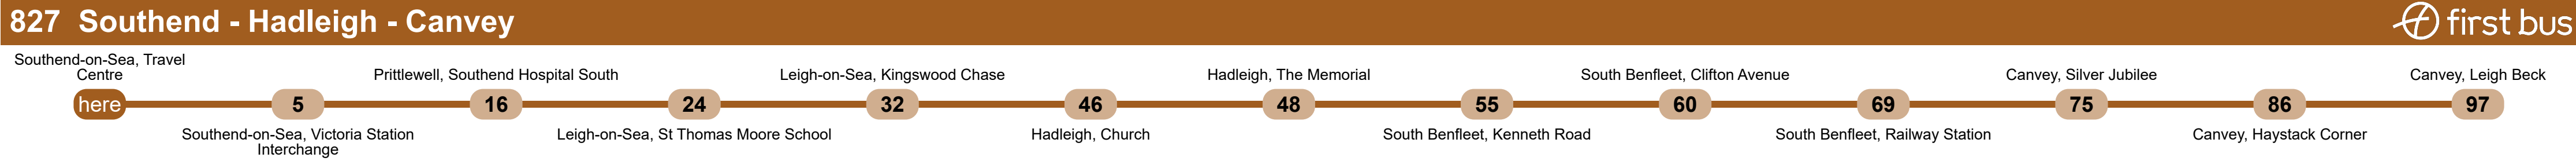 827 Southend - Hadleigh - Canvey
first bus
Southend-on-Sea, Travel
Centre
Prittlewell, Southend Hospital South
Leigh-on-Sea, Kingswood Chase
Hadleigh, The Memorial
South Benfleet, Clifton Avenue
Canvey, Silver Jubilee
Canvey, Leigh Beck
here 5 16 24 32 46 48 55 60 69 75 86 97
Southend-on-Sea, Victoria Station
Interchange
Leigh-on-Sea, St Thomas Moore School
Hadleigh, Church
South Benfleet, Kenneth Road
South Benfleet, Railway Station
Canvey, Haystack Corner